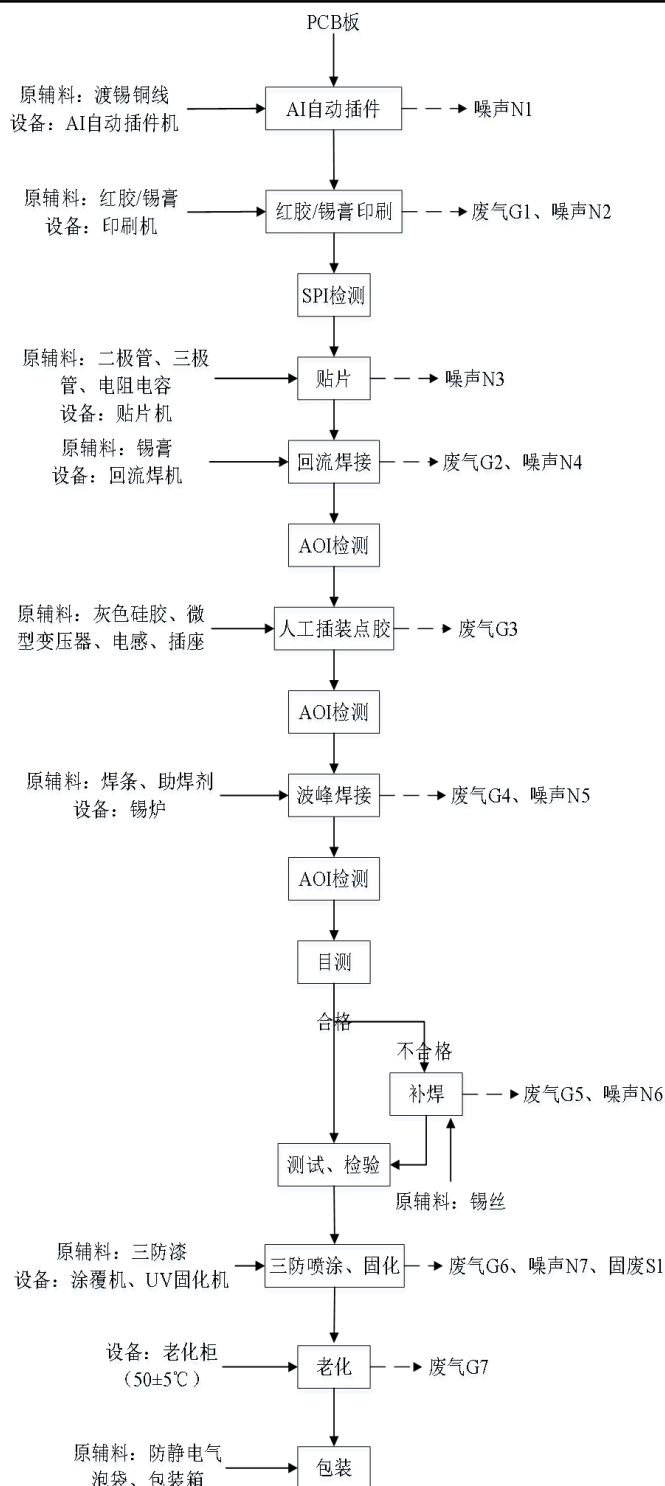 PCB板
原辅料：渡锡铜线
设备：AI自动插件机
AI自动插件
噪声N1
原辅料：红胶/锡膏
设备：印刷机
红胶/锡膏印刷
废气G1、噪声N2
SPI检测
原辅料：二极管、三极
管、电阻电容
设备：贴片机
贴片
噪声N3
原辅料：锡膏
设备：回流焊机
回流焊接
废气G2、噪声N4
AOI检测
原辅料：灰色硅胶、微
型变压器、电感、插座
人工插装点胶
废气G3
AOI检测
原辅料：焊条、助焊剂
设备：锡炉
波峰焊接
废气G4、噪声N5
AOI检测
目测
合格
不合格
补焊
废气G5、噪声N6
测试、检验
原辅料：锡丝
原辅料：三防漆
设备：涂覆机、UV固化机
三防喷涂、固化
废气G6、噪声N7、固废S1
设备：老化柜
（50±5℃）
老化
废气G7
原辅料：防静电气
泡袋、包装箱
包装